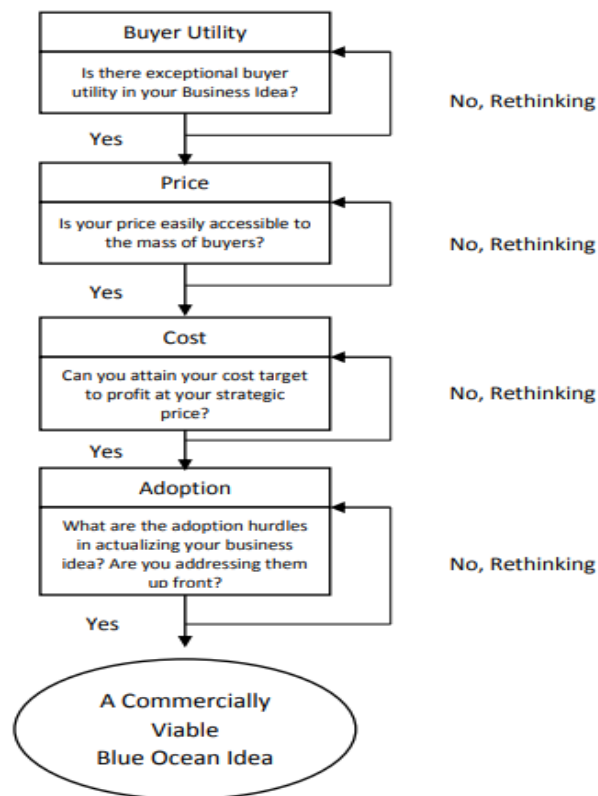 Buyer Utility
Is there exceptional buyer
utility in your Business Idea?
No, Rethinking
Yes
Price
Is your price easily accessible to
the mass of buyers?
No, Rethinking
Yes
Cost
Can you attain your cost target
to profit at your strategic
price?
No, Rethinking
Yes
Adoption
What are the adoption hurdles
in actualizing your business
idea? Are you addressing them
up front?
No, Rethinking
Yes
A Commercially
Viable
Blue Ocean Idea